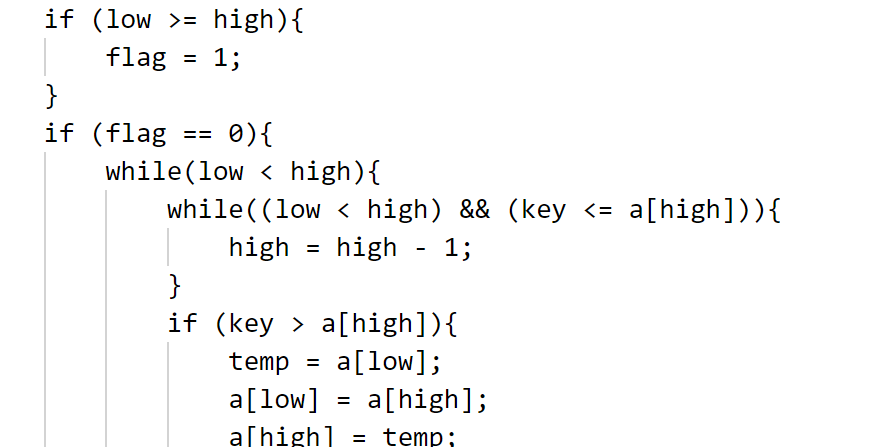 if (low >= high){
    flag = 1;
}
if (flag == 0){
    while(low < high){
        while((low < high) && (key <= a[high])){
            high = high - 1;
        }
        if (key > a[high]){
            temp = a[low];
            a[low] = a[high];
            a[high] = temp;